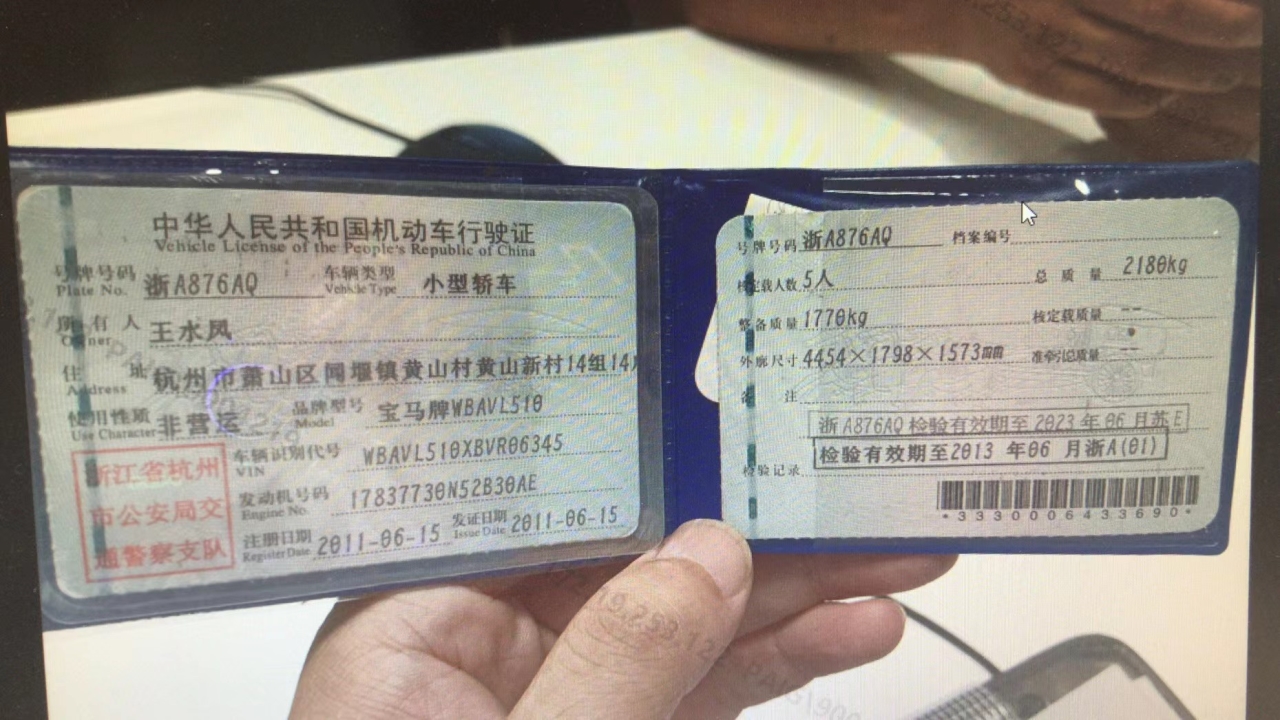 中华人民共和国机动车行驶证
Vehicle License of the People's Republic of China
号牌号码 浙A876AQ 车辆类型 小型轿车
Plate No. Vehicle Type
所有人 王水凤
Owner
住 址 杭州市萧山区闻堰镇黄山村黄山新村14组14
Address
使用性质 非营运 品牌型号 宝马牌WBAVL510
Use Character Model
车辆识别代号 WBAVL510XBVR06345
VIN
发动机号码 17837730N52B30AE
Engine No.
注册日期 2011-06-15 发证日期 2011-06-15
Register Date Issue Date
浙江省杭州
市公安局交
通警察支队
号牌号码 浙A876AQ 档案编号
核定载人数 5人 总质量 2180kg
整备质量 1770kg 核定载质量 --
外廓尺寸 4454×1798×1573mm 准牵引总质量 --
备 注
浙A876AQ 检验有效期至 2023 年 06 月苏E
检验有效期至2013 年06 月浙A(01)
检验记录
*3330006433690*